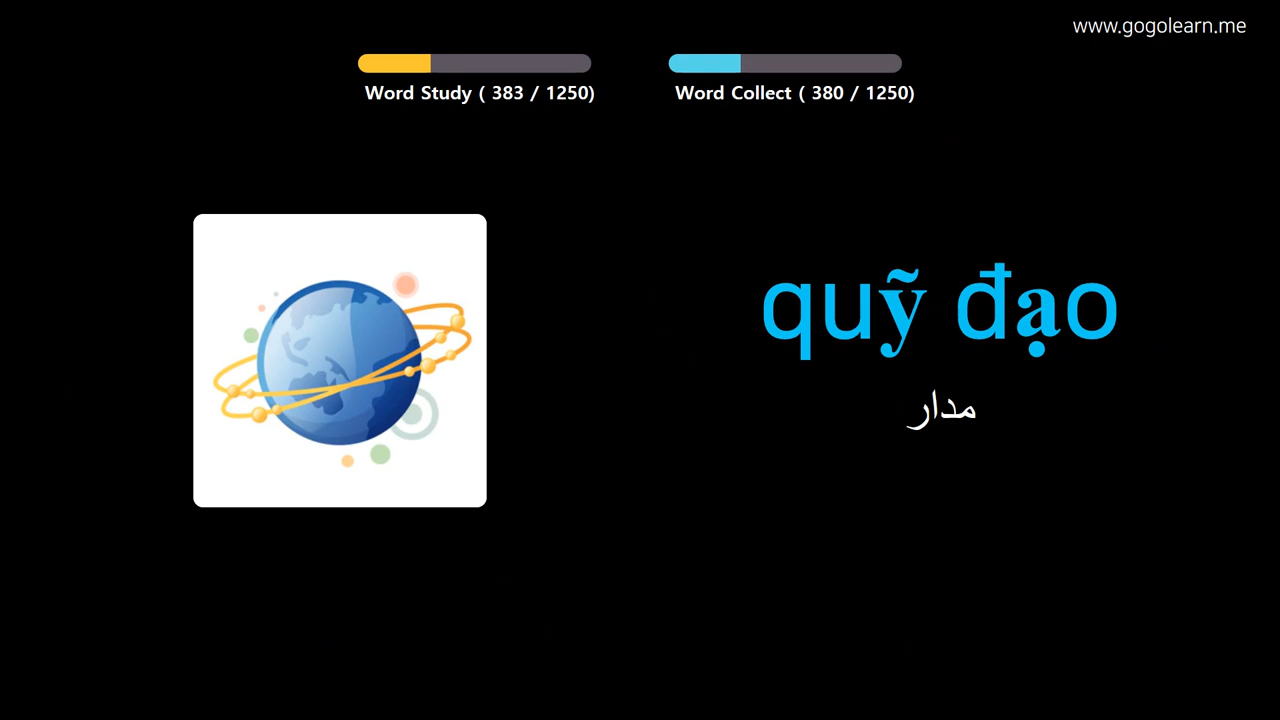 www.gogolearn.me
Word Study ( 383 / 1250)
Word Collect ( 380 / 1250)
quỹ đạo
مدار